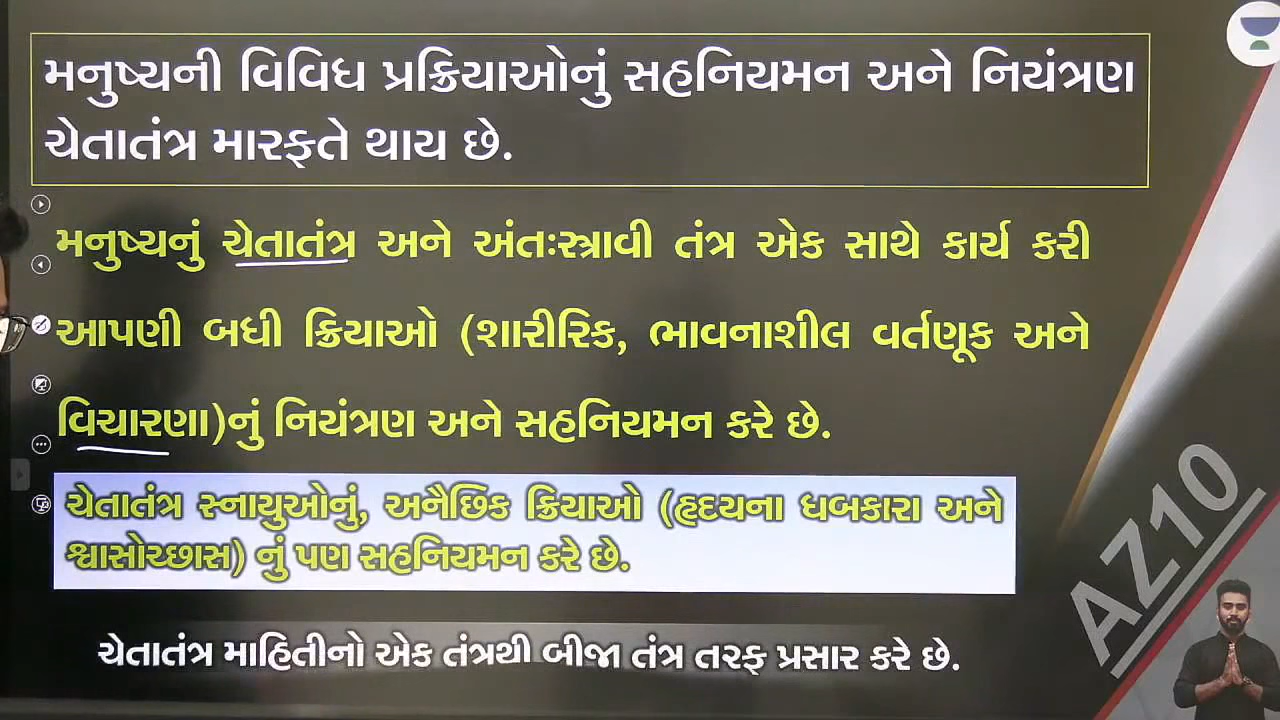 મનુષ્યની વિવિધ પ્રક્રિયાઓનું સહનિયમન અને નિયંત્રણ
ચેતાતંત્ર મારફતે થાય છે.
મનુષ્યનું ચેતાતંત્ર અને અંતઃસ્ત્રાવી તંત્ર એક સાથે કાર્ય કરી
આપણી બધી ક્રિયાઓ (શારીરિક, ભાવનાશીલ વર્તણૂક અને
વિચારણા)નું નિયંત્રણ અને સહનિયમન કરે છે.
ચેતાતંત્ર સ્નાયુઓનું, અનૈછિક ક્રિયાઓ (હૃદયના ધબકારા અને
શ્વાસોચ્છાસ) નું પણ સહનિયમન કરે છે.
ચેતાતંત્ર માહિતીનો એક તંત્રથી બીજા તંત્ર તરફ પ્રસાર કરે છે.
AZ10